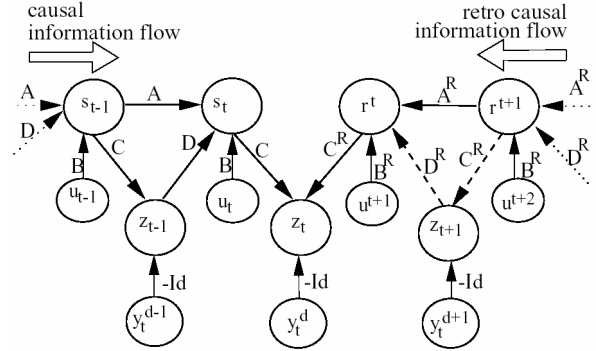 causal
information flow
retro causal
information flow
A
s_{t-1}
A
s_t
r^t
A^R
r^{t+1}
A^R
D
B
C
D
B
C
C^R
B^R
D^R
C^R
B^R
D^R
u_{t-1}
z_{t-1}
u_t
z_t
u^{t+1}
z_{t+1}
u^{t+2}
-Id
-Id
-Id
y_t^{d-1}
y_t^d
y_t^{d+1}